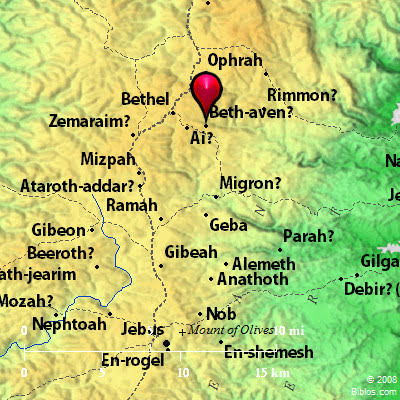 Ophrah
Rimmon?
Bethel
Beth-aven?
Zemaraim?
Ai?
Mizpah
Na
Ataroth-addar?
Migron?
Je
Ramah
Geba
Gibeon
Parah?
Beeroth?
Gibeah
Gilga
ath-jearim
Alemeth
Anathoth
Debir? (
Mozah?
Nephtoah
Nob
Jebus
Mount of Olives
0
10 mi
En-rogel
En-shemesh
0
5
10
15 km
© 2008
Biblos.com